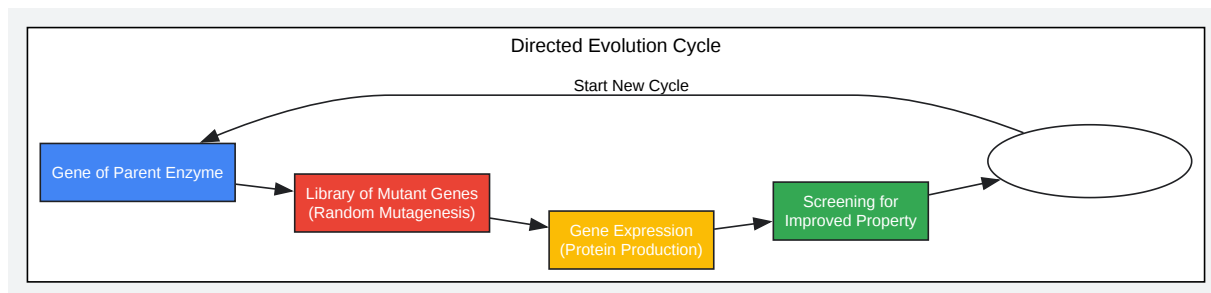 Directed Evolution Cycle
Start New Cycle
Gene of Parent Enzyme
Library of Mutant Genes
(Random Mutagenesis)
Gene Expression
(Protein Production)
Screening for
Improved Property